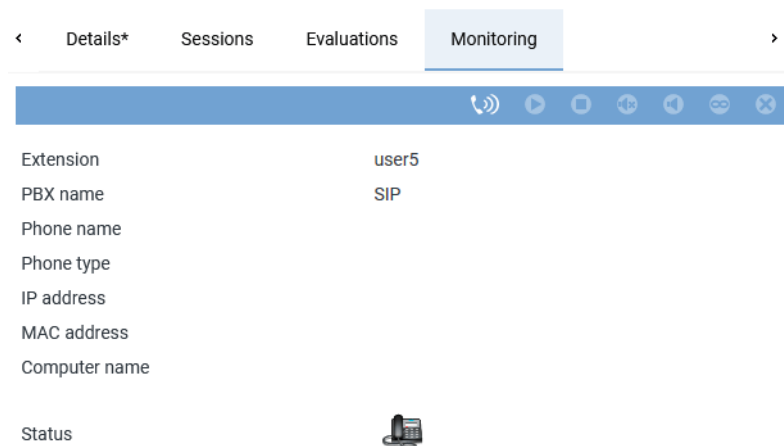 Details* Sessions Evaluations Monitoring
Extension user5
PBX name SIP
Phone name
Phone type
IP address
MAC address
Computer name
Status